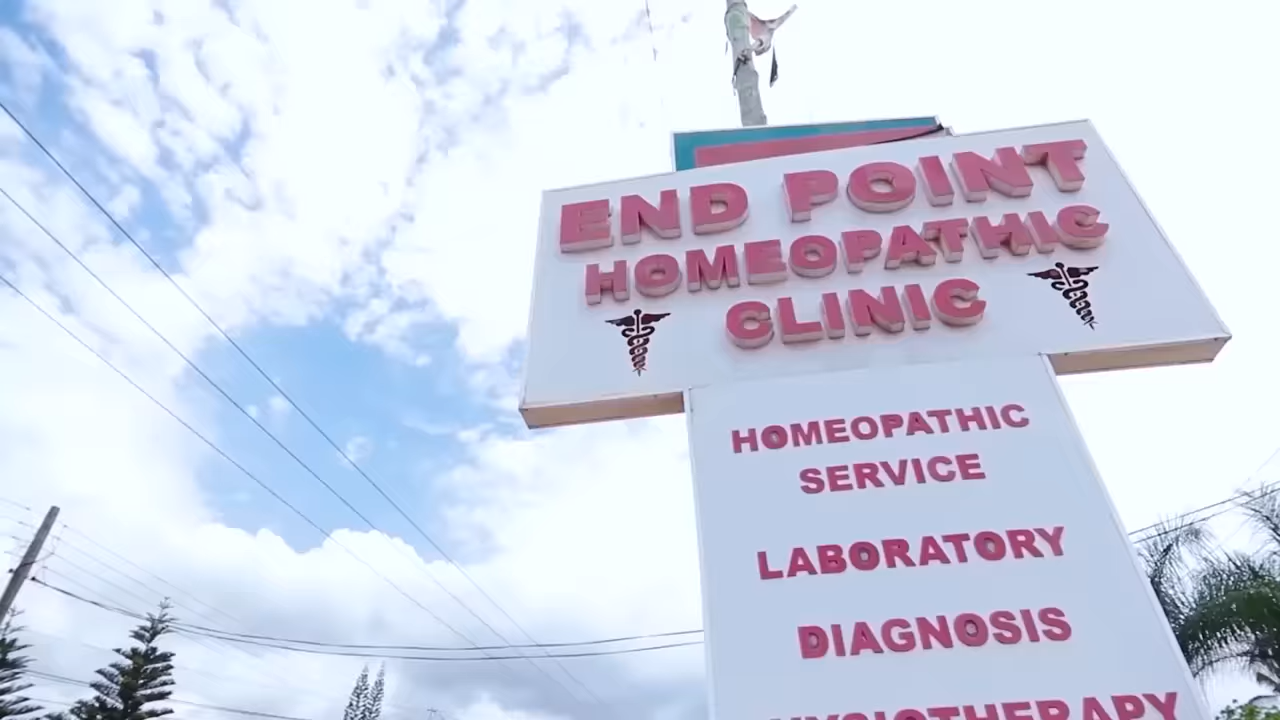 END POINT
HOMEOPATHIC
CLINIC
HOMEOPATHIC
SERVICE
LABORATORY
DIAGNOSIS